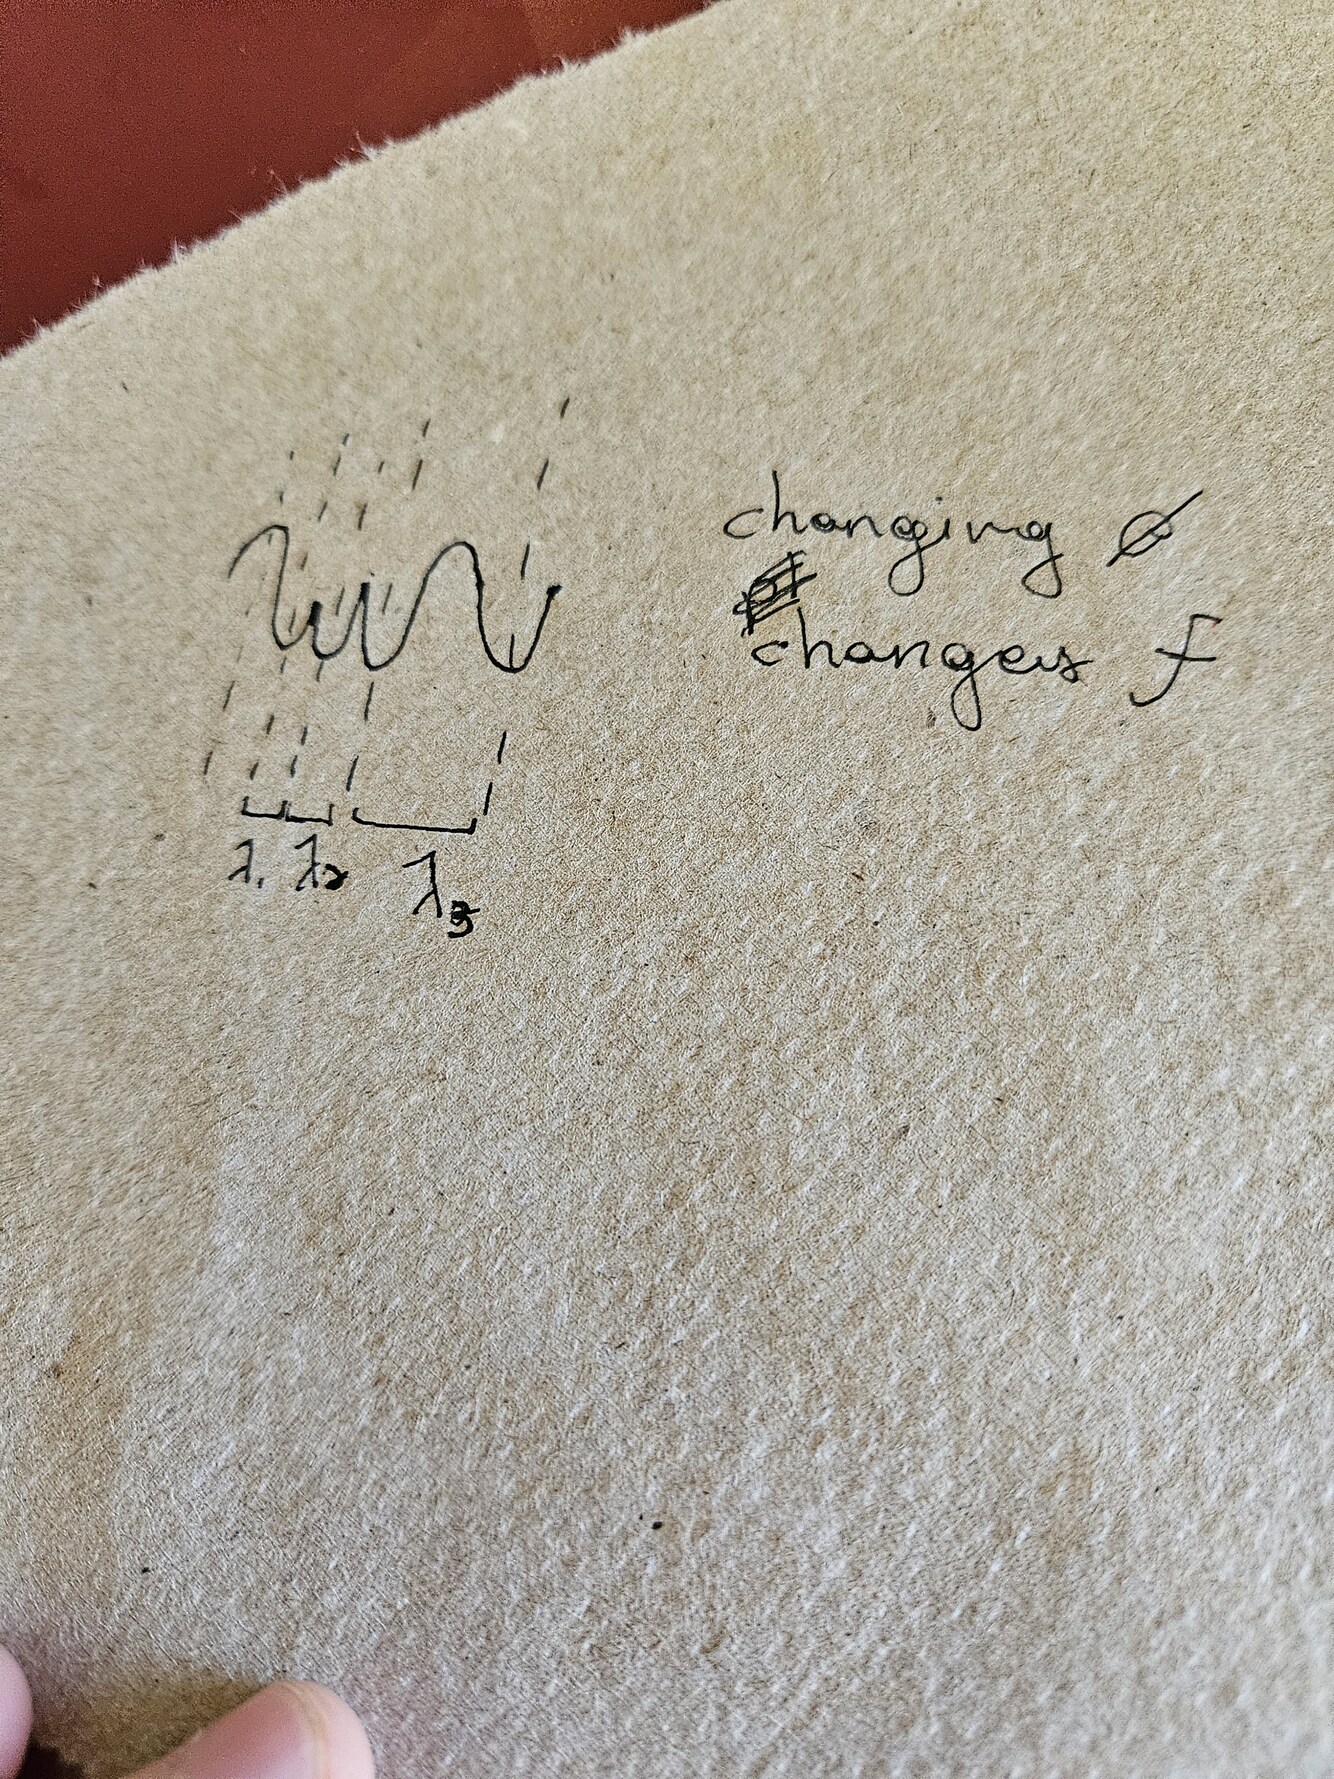 changing ø
changes f
λ₁ λ₂ λ₃